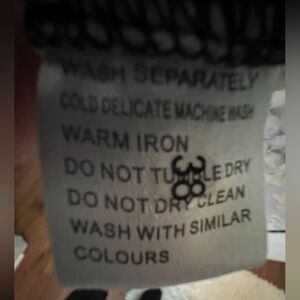 WASH SEPARATELY
COLD DELICATE MACHINE WASH
WARM IRON
DO NOT TUMBLE DRY
38
DO NOT DRY CLEAN
WASH WITH SIMILAR
COLOURS